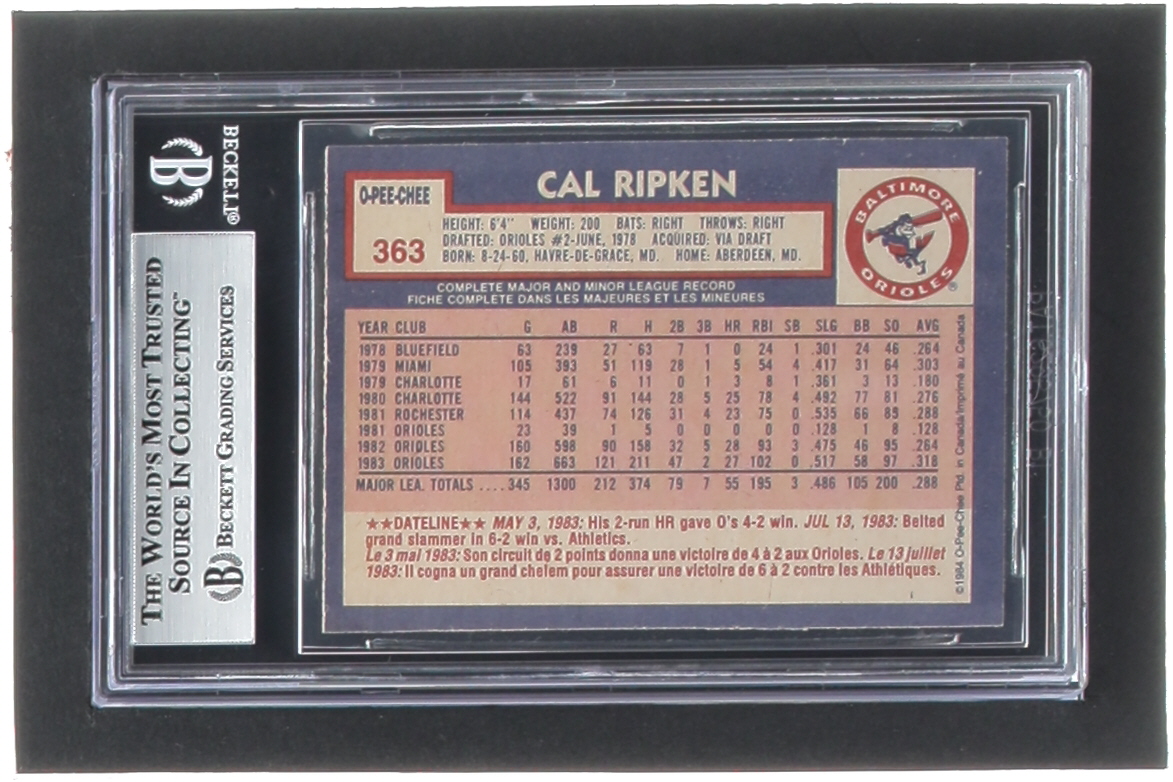 BECKETT®
THE WORLD'S MOST TRUSTED
SOURCE IN COLLECTING™
BECKETT GRADING SERVICES
O-PEE-CHEE
363
CAL RIPKEN
HEIGHT: 6'4" WEIGHT: 200 BATS: RIGHT THROWS: RIGHT
DRAFTED: ORIOLES #2-JUNE, 1978 ACQUIRED: VIA DRAFT
BORN: 8-24-60, HAVRE-DE-GRACE, MD. HOME: ABERDEEN, MD.
BALTIMORE
ORIOLES
®
COMPLETE MAJOR AND MINOR LEAGUE RECORD
FICHE COMPLETE DANS LES MAJEURES ET LES MINEURES
YEAR CLUB G AB R H 2B 3B HR RBI SB SLG BB SO AVG
1978 BLUEFIELD 63 239 27 63 7 1 0 24 1 .301 24 46 .264
1979 MIAMI 105 393 51 119 28 1 5 54 4 .417 31 64 .303
1979 CHARLOTTE 17 61 6 11 0 1 3 8 1 .361 3 13 .180
1980 CHARLOTTE 144 522 91 144 28 5 25 78 4 .492 77 81 .276
1981 ROCHESTER 114 437 74 126 31 4 23 75 0 .535 66 89 .288
1981 ORIOLES 23 39 1 5 0 0 0 0 0 .128 1 8 .128
1982 ORIOLES 160 598 90 158 32 5 28 93 3 .475 46 95 .264
1983 ORIOLES 162 663 121 211 47 2 27 102 0 .517 58 97 .318
MAJOR LEA. TOTALS .... 345 1300 212 374 79 7 55 195 3 .486 105 200 .288
★★DATELINE★★ MAY 3, 1983: His 2-run HR gave O's 4-2 win. JUL 13, 1983: Belted
grand slammer in 6-2 win vs. Athletics.
Le 3 mai 1983: Son circuit de 2 points donna une victoire de 4 à 2 aux Orioles. Le 13 juillet
1983: Il cogna un grand chelem pour assurer une victoire de 6 à 2 contre les Athlétiques.
©1984 O-Pee-Chee Ptd. in Canada/Imprimé au Canada